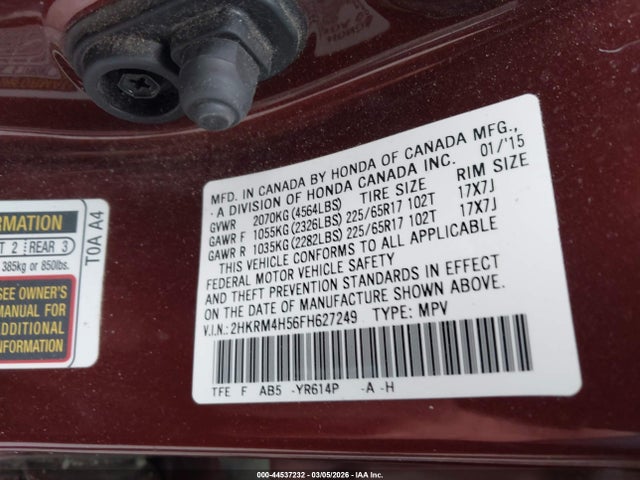 MFD. IN CANADA BY HONDA OF CANADA MFG.,
- A DIVISION OF HONDA CANADA INC. 01/'15
TIRE SIZE RIM SIZE
GVWR 2070KG(4564LBS)
GAWR F 1055KG(2326LBS) 225/65R17 102T 17X7J
GAWR R 1035KG(2282LBS) 225/65R17 102T 17X7J
THIS VEHICLE CONFORMS TO ALL APPLICABLE
FEDERAL MOTOR VEHICLE SAFETY
AND THEFT PREVENTION STANDARDS IN EFFECT
ON THE DATE OF MANUFACTURE SHOWN ABOVE.
V.I.N.: 2HKRM4H56FH627249 TYPE: MPV
TFE F AB5 -YR614P -A -H
INFORMATION
2 REAR 3
385kg or 850lbs.
SEE OWNER'S
MANUAL FOR
ADDITIONAL
INFORMATION
T0A A4
000-44537232 - 03/05/2026 - IAA Inc.